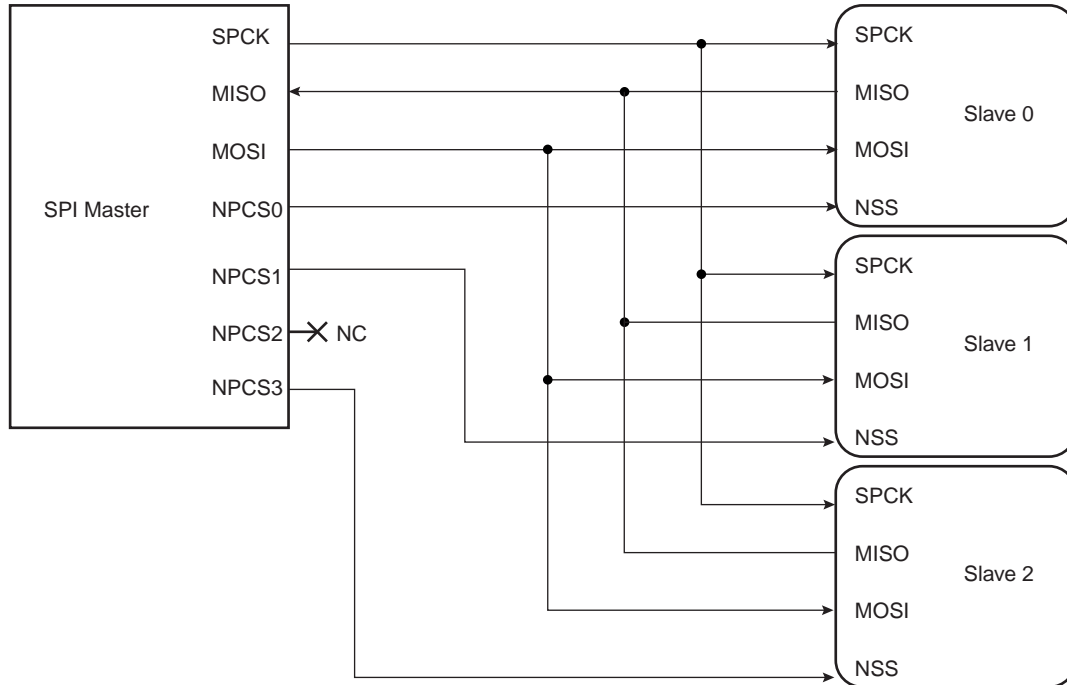 SPI Master
SPCK
MISO
MOSI
NPCS0
NPCS1
NPCS2
NC
NPCS3
SPCK
MISO
Slave 0
MOSI
NSS
SPCK
MISO
Slave 1
MOSI
NSS
SPCK
MISO
Slave 2
MOSI
NSS